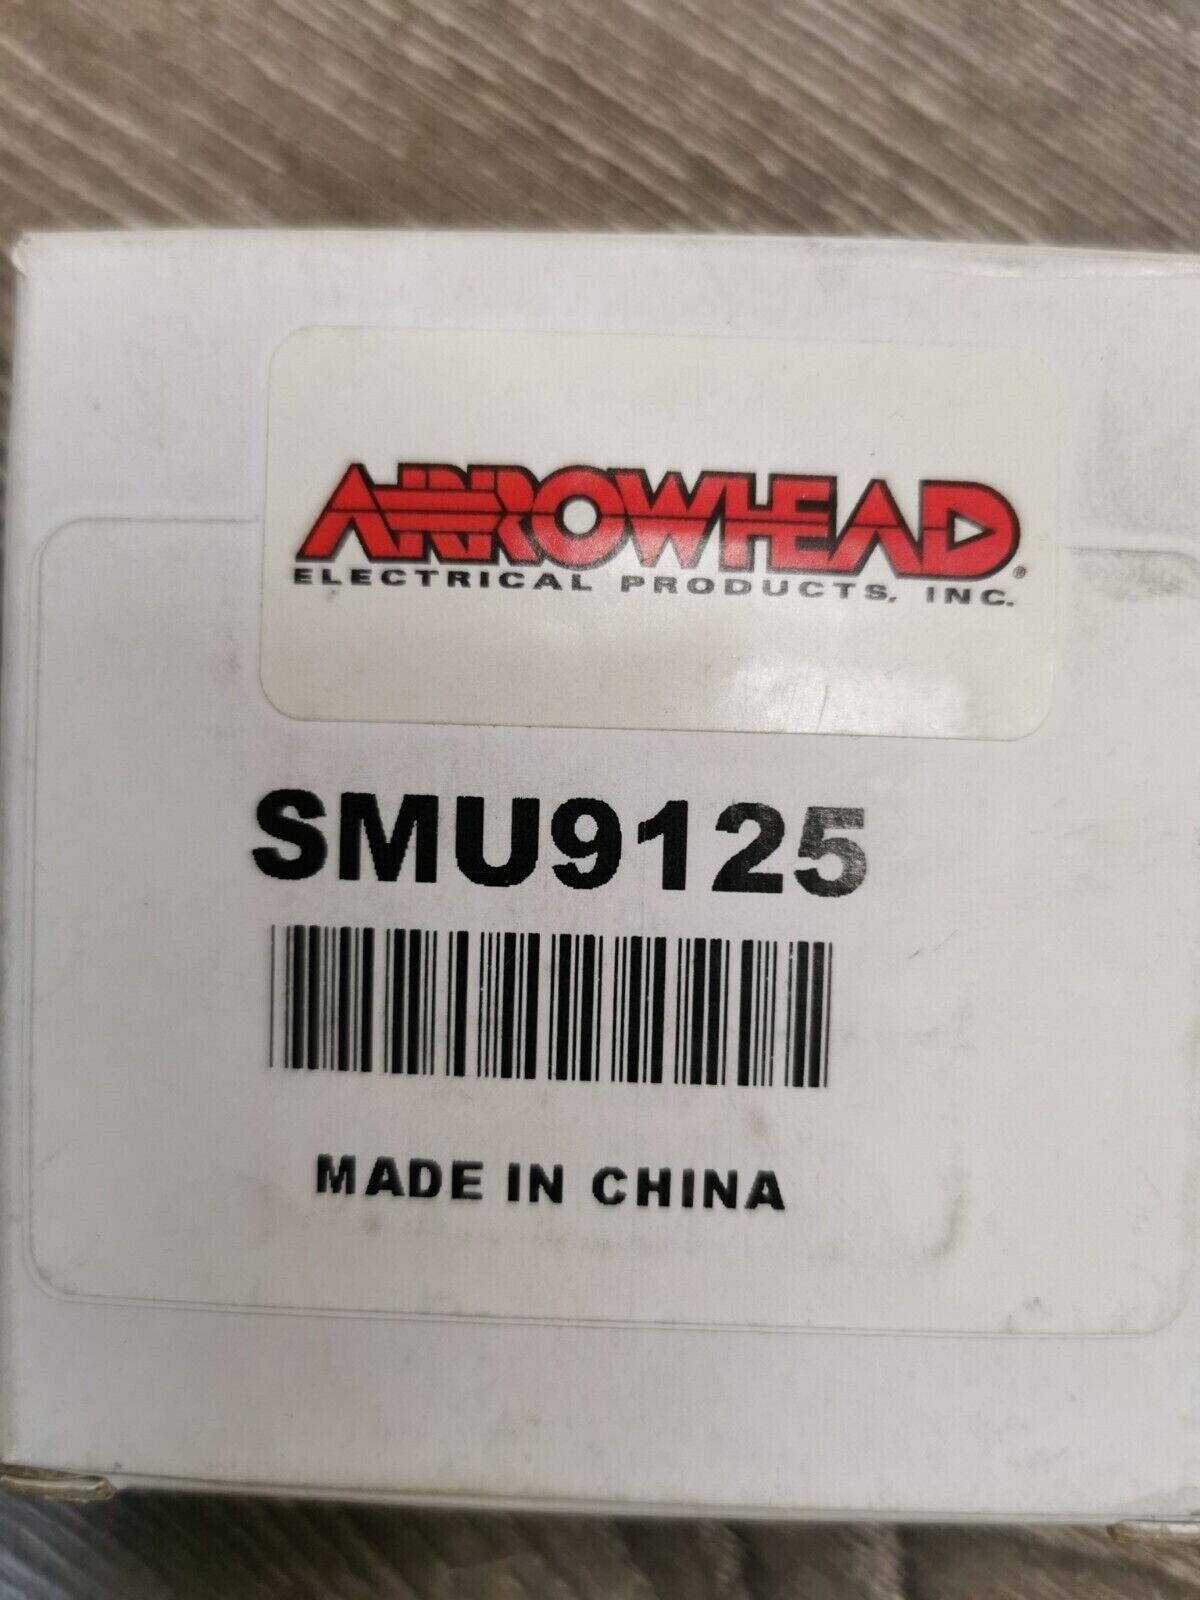 ARROWHEAD®
ELECTRICAL PRODUCTS, INC.
SMU9125
MADE IN CHINA